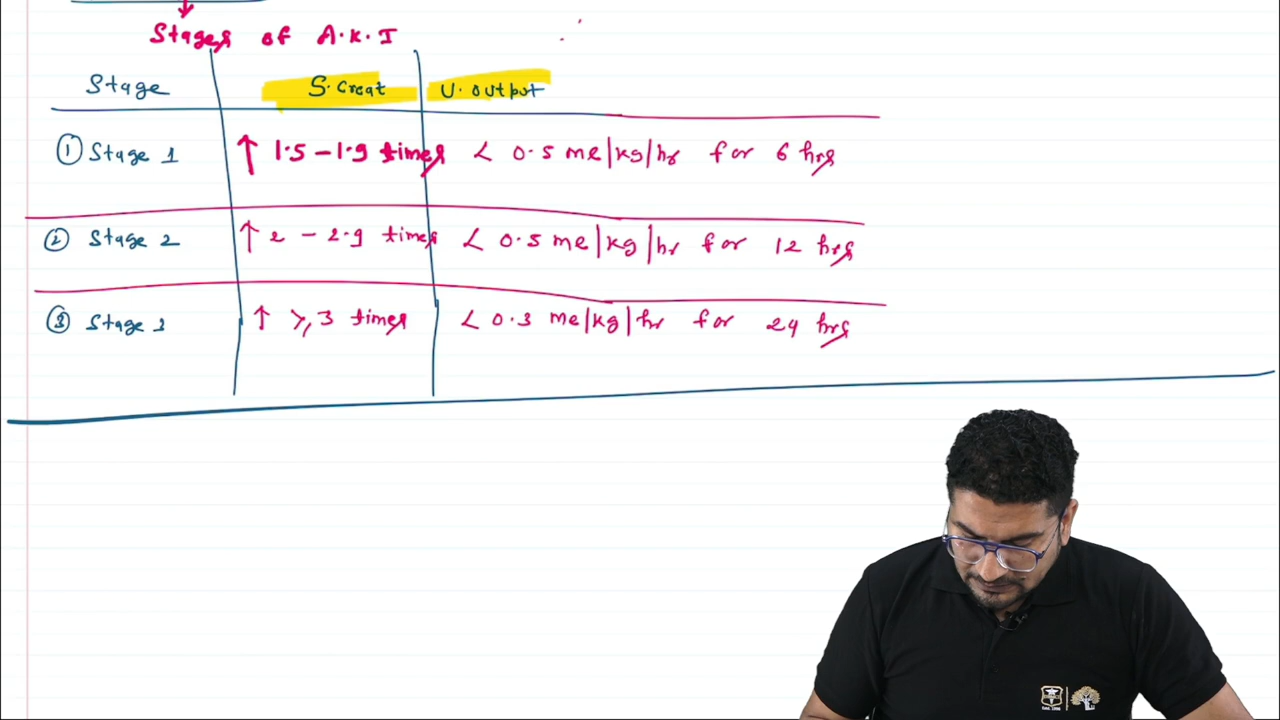 Stages of A.K.I
Stage S.Creat U.output
① Stage 1 ↑ 1.5 – 1.9 times < 0.5 ml/kg/hr for 6 hrs
② Stage 2 ↑ 2 – 2.9 times < 0.5 ml/kg/hr for 12 hrs
③ Stage 3 ↑ ≥ 3 times < 0.3 ml/kg/hr for 24 hrs